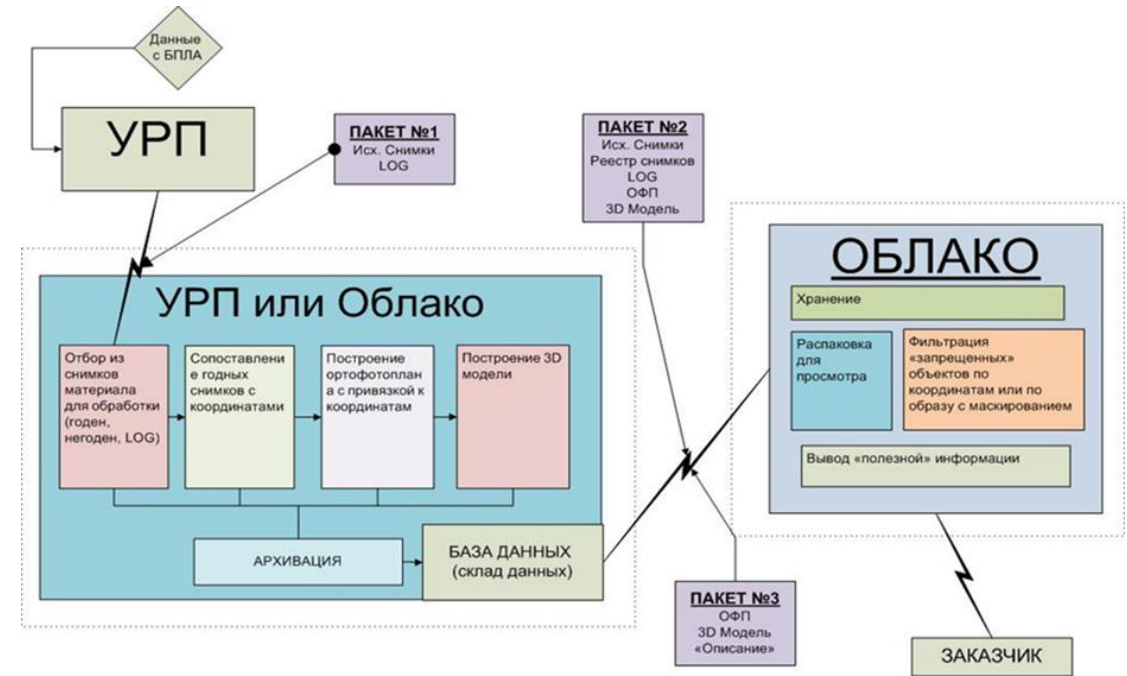 Данные
с БПЛА
УРП
ПАКЕТ №1
Исх. Снимки
LOG
ПАКЕТ №2
Исх. Снимки
Реестр снимков
LOG
ОФП
3D Модель
УРП или Облако
Отбор из
снимков
материала
для обработки
(годен,
негоден, LOG)
Сопоставлени
е годных
снимков с
координатами
Построение
ортофотоплан
а с привязкой к
координатам
Построение 3D
модели
АРХИВАЦИЯ
БАЗА ДАННЫХ
(склад данных)
ОБЛАКО
Хранение
Распаковка
для
просмотра
Фильтрация
«запрещенных»
объектов по
координатам или по
образу с маскированием
Вывод «полезной» информации
ПАКЕТ №3
ОФП
3D Модель
«Описание»
ЗАКАЗЧИК